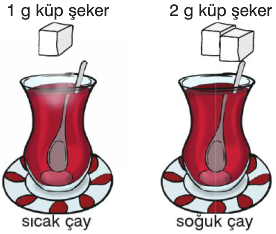 1 g küp şeker
2 g küp şeker
sıcak çay
soğuk çay